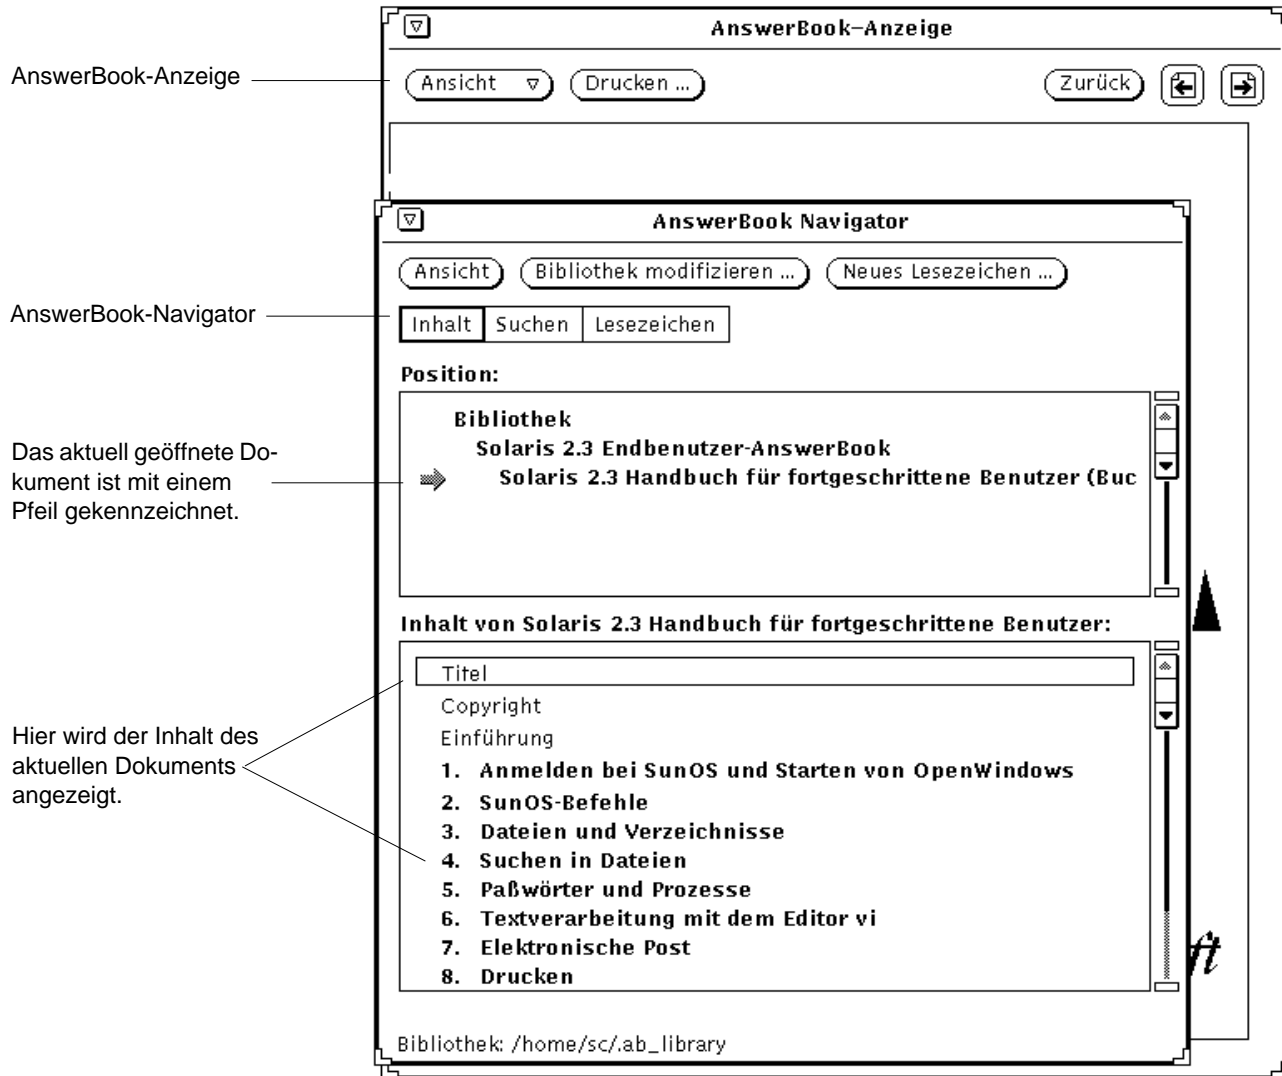 AnswerBook–Anzeige
AnswerBook-Anzeige
Ansicht
Drucken ...
Zurück
AnswerBook Navigator
Ansicht
Bibliothek modifizieren ...
Neues Lesezeichen ...
AnswerBook-Navigator
Inhalt
Suchen
Lesezeichen
Position:
Bibliothek
Solaris 2.3 Endbenutzer-AnswerBook
Solaris 2.3 Handbuch für fortgeschrittene Benutzer (Buc
Das aktuell geöffnete Do-
kument ist mit einem
Pfeil gekennzeichnet.
Inhalt von Solaris 2.3 Handbuch für fortgeschrittene Benutzer:
Titel
Copyright
Einführung
1. Anmelden bei SunOS und Starten von OpenWindows
2. SunOS-Befehle
3. Dateien und Verzeichnisse
4. Suchen in Dateien
5. Paßwörter und Prozesse
6. Textverarbeitung mit dem Editor vi
7. Elektronische Post
8. Drucken
Hier wird der Inhalt des
aktuellen Dokuments
angezeigt.
ft
Bibliothek: /home/sc/.ab_library